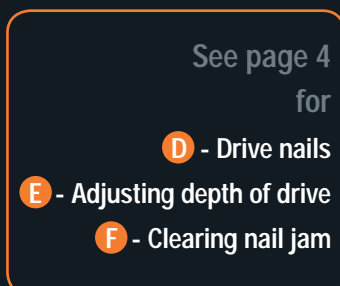 See page 4
for
D - Drive nails
E - Adjusting depth of drive
F - Clearing nail jam